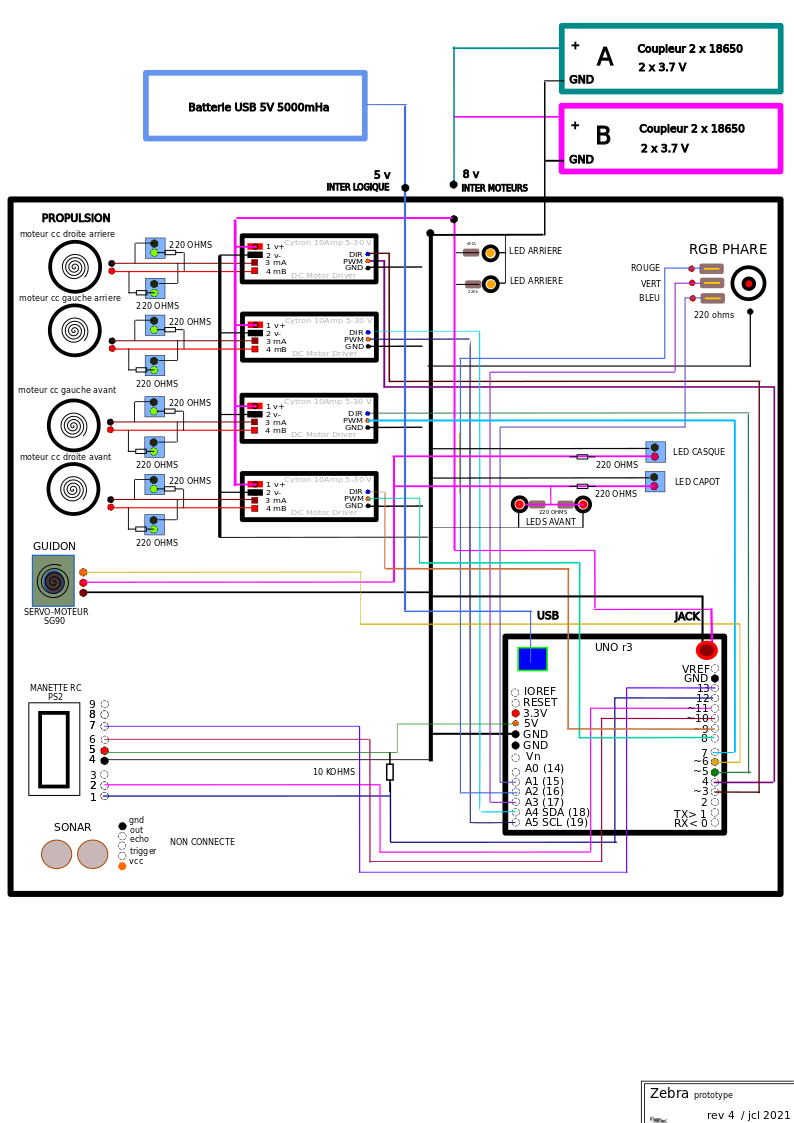 A
+
Coupleur 2 x 18650
2 x 3.7 V
GND
Batterie USB 5V 5000mHa
B
+
Coupleur 2 x 18650
2 x 3.7 V
GND
5 v
INTER LOGIQUE
8 v
INTER MOTEURS
PROPULSION
moteur cc droite arriere
220 OHMS
220 OHMS
Cytron 10Amp 5-30 V
1 v+
2 v-
3 mA
4 mB
DIR
PWM
GND
DC Motor Driver
moteur cc gauche arriere
220 OHMS
220 OHMS
Cytron 10Amp 5-30 V
1 v+
2 v-
3 mA
4 mB
DIR
PWM
GND
DC Motor Driver
moteur cc gauche avant
220 OHMS
220 OHMS
Cytron 10Amp 5-30 V
1 v+
2 v-
3 mA
4 mB
DIR
PWM
GND
DC Motor Driver
moteur cc droite avant
220 OHMS
220 OHMS
Cytron 10Amp 5-30 V
1 v+
2 v-
3 mA
4 mB
DIR
PWM
GND
DC Motor Driver
LED ARRIERE
LED ARRIERE
RGB PHARE
ROUGE
VERT
BLEU
220 ohms
LED CASQUE
220 OHMS
LED CAPOT
220 OHMS
220 OHMS
LEDS AVANT
GUIDON
SERVO-MOTEUR
SG90
USB
JACK
UNO r3
IOREF
RESET
3.3V
5V
GND
GND
Vn
A0 (14)
A1 (15)
A2 (16)
A3 (17)
A4 SDA (18)
A5 SCL (19)
VREF
GND
13
12
~11
~10
~9
8
7
~6
~5
4
~3
2
TX> 1
RX< 0
MANETTE RC
PS2
9
8
7
6
5
4
3
2
1
10 KOHMS
SONAR
gnd
out
echo
trigger
vcc
NON CONNECTE
Zebra prototype
rev 4 / jcl 2021